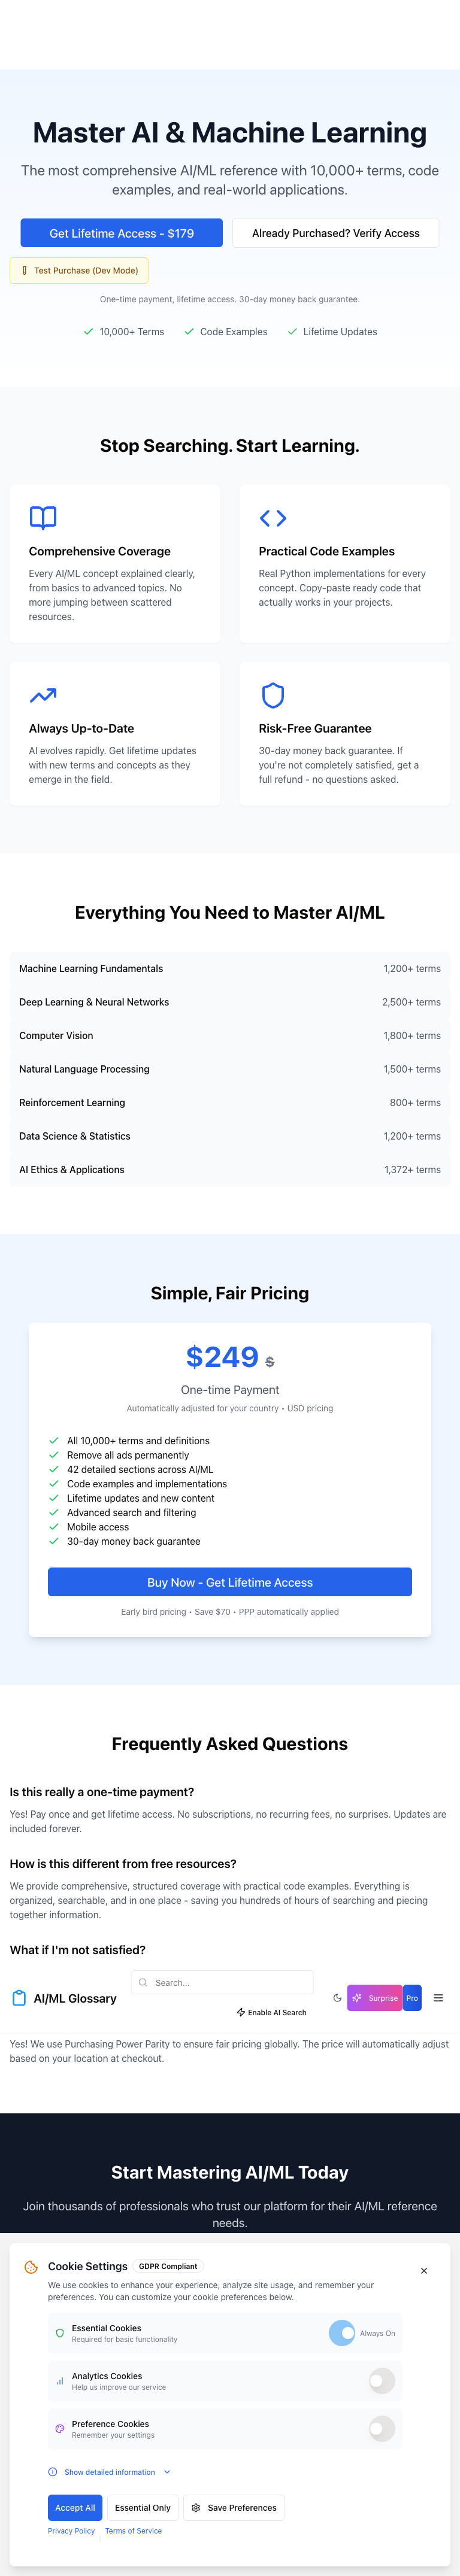 Master AI & Machine Learning
The most comprehensive AI/ML reference with 10,000+ terms, code
examples, and real-world applications.
Get Lifetime Access - $179
Already Purchased? Verify Access
Test Purchase (Dev Mode)
One-time payment, lifetime access. 30-day money back guarantee.
10,000+ Terms
Code Examples
Lifetime Updates
Stop Searching. Start Learning.
Comprehensive Coverage
Every AI/ML concept explained clearly,
from basics to advanced topics. No
more jumping between scattered
resources.
Practical Code Examples
Real Python implementations for every
concept. Copy-paste ready code that
actually works in your projects.
Always Up-to-Date
AI evolves rapidly. Get lifetime updates
with new terms and concepts as they
emerge in the field.
Risk-Free Guarantee
30-day money back guarantee. If
you're not completely satisfied, get a
full refund - no questions asked.
Everything You Need to Master AI/ML
Machine Learning Fundamentals 1,200+ terms
Deep Learning & Neural Networks 2,500+ terms
Computer Vision 1,800+ terms
Natural Language Processing 1,500+ terms
Reinforcement Learning 800+ terms
Data Science & Statistics 1,200+ terms
AI Ethics & Applications 1,372+ terms
Simple, Fair Pricing
$249 $
One-time Payment
Automatically adjusted for your country • USD pricing
All 10,000+ terms and definitions
Remove all ads permanently
42 detailed sections across AI/ML
Code examples and implementations
Lifetime updates and new content
Advanced search and filtering
Mobile access
30-day money back guarantee
Buy Now - Get Lifetime Access
Early bird pricing • Save $70 • PPP automatically applied
Frequently Asked Questions
Is this really a one-time payment?
Yes! Pay once and get lifetime access. No subscriptions, no recurring fees, no surprises. Updates are
included forever.
How is this different from free resources?
We provide comprehensive, structured coverage with practical code examples. Everything is
organized, searchable, and in one place - saving you hundreds of hours of searching and piecing
together information.
What if I'm not satisfied?
AI/ML Glossary
Search...
Enable AI Search
Surprise
Pro
Yes! We use Purchasing Power Parity to ensure fair pricing globally. The price will automatically adjust
based on your location at checkout.
Start Mastering AI/ML Today
Join thousands of professionals who trust our platform for their AI/ML reference
needs.
Cookie Settings
GDPR Compliant
We use cookies to enhance your experience, analyze site usage, and remember your
preferences. You can customize your cookie preferences below.
Essential Cookies
Required for basic functionality
Always On
Analytics Cookies
Help us improve our service
Preference Cookies
Remember your settings
Show detailed information
Accept All
Essential Only
Save Preferences
Privacy Policy
Terms of Service